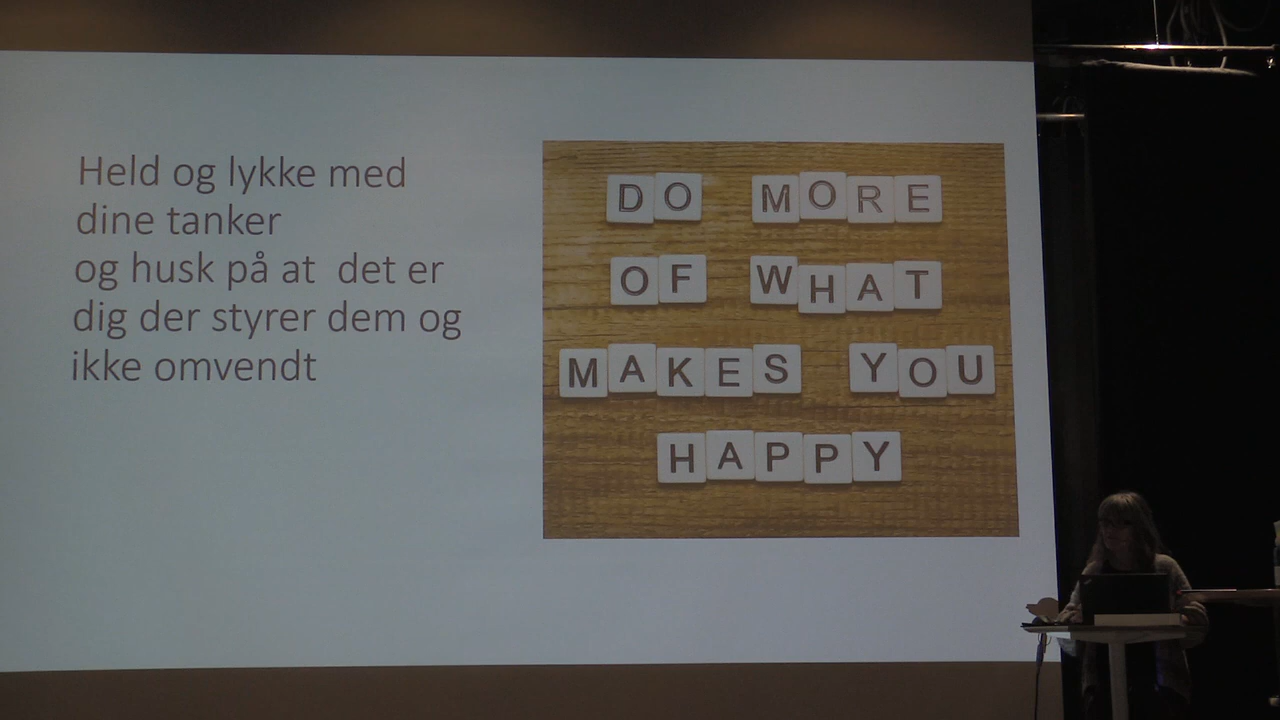 Held og lykke med
dine tanker
og husk på at det er
dig der styrer dem og
ikke omvendt
DO MORE
OF WHAT
MAKES YOU
HAPPY